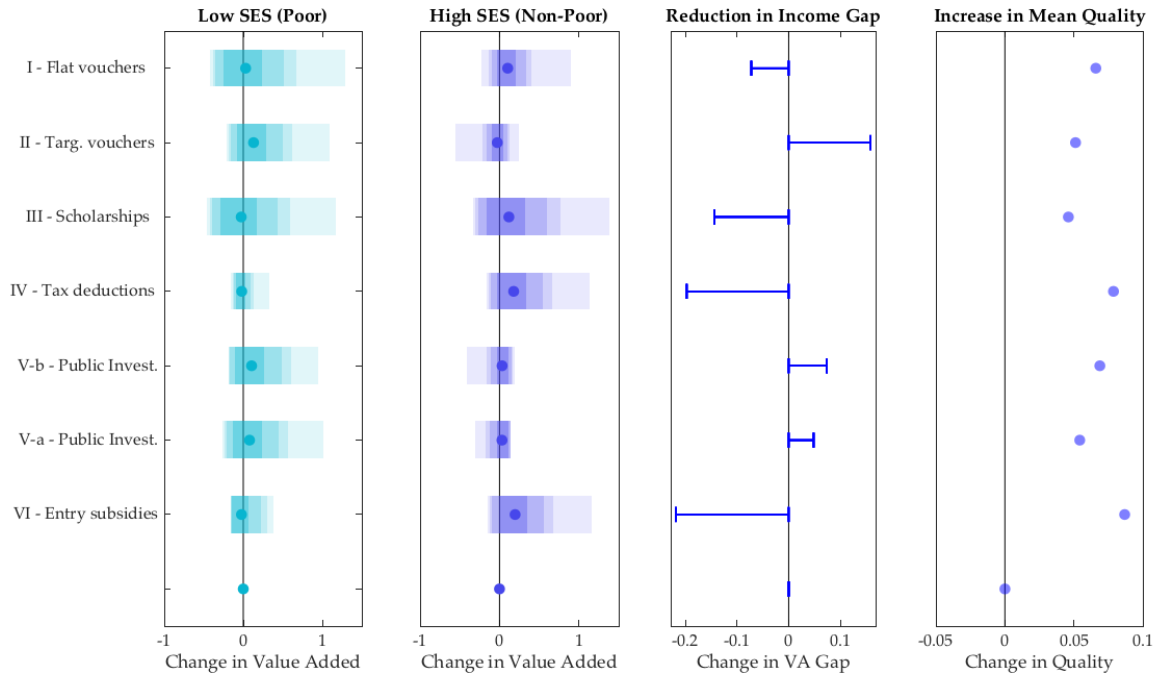 Low SES (Poor)
High SES (Non-Poor)
Reduction in Income Gap
Increase in Mean Quality
I - Flat vouchers
II - Targ. vouchers
III - Scholarships
IV - Tax deductions
V-b - Public Invest.
V-a - Public Invest.
VI - Entry subsidies
-1 0 1
-1 0 1
-0.2 -0.1 0 0.1
-0.05 0 0.05 0.1
Change in Value Added
Change in Value Added
Change in VA Gap
Change in Quality